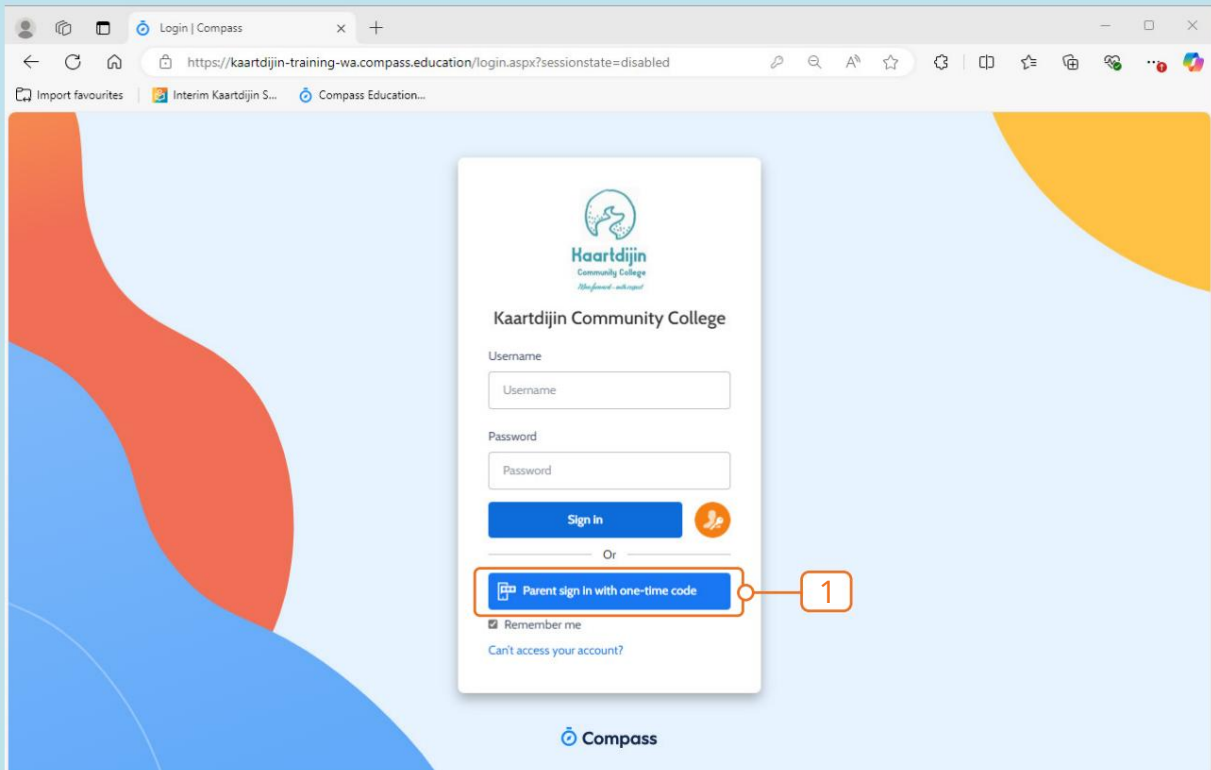 Login | Compass
https://kaartdijin-training-wa.compass.education/login.aspx?sessionstate=disabled
Import favourites
Interim Kaartdijin S...
Compass Education...
Kaartdijin
Community College
Kaartdijin Community College
Username
Username
Password
Password
Sign in
Or
Parent sign in with one-time code
1
Remember me
Can't access your account?
Compass